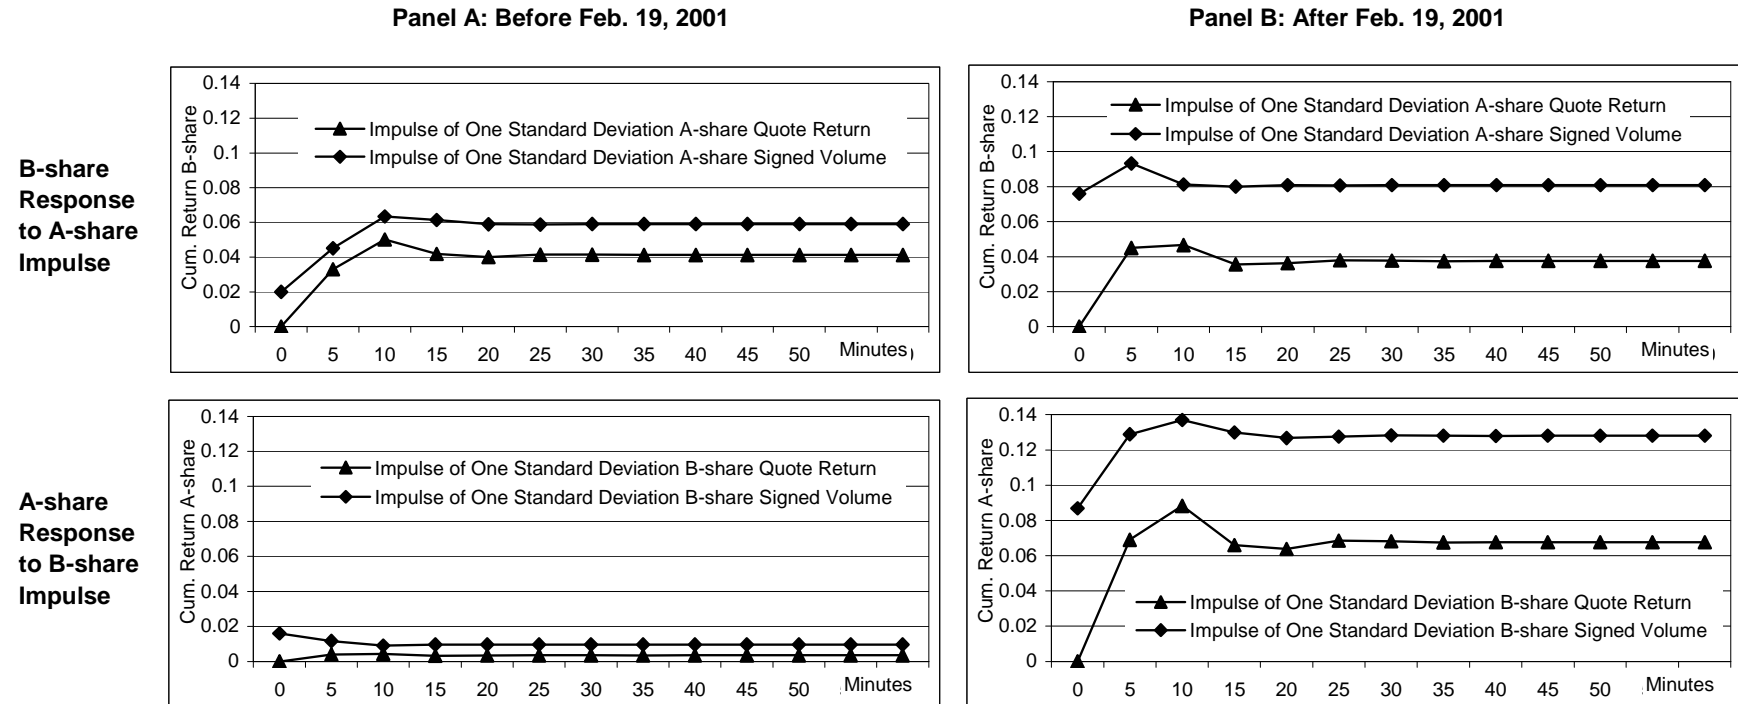 Panel A: Before Feb. 19, 2001
Panel B: After Feb. 19, 2001
B-share
Response
to A-share
Impulse
Cum. Return B-share
0.14
0.12
0.1
0.08
0.06
0.04
0.02
0
Impulse of One Standard Deviation A-share Quote Return
Impulse of One Standard Deviation A-share Signed Volume
0 5 10 15 20 25 30 35 40 45 50 Minutes
Cum. Return B-share
0.14
0.12
0.1
0.08
0.06
0.04
0.02
0
Impulse of One Standard Deviation A-share Quote Return
Impulse of One Standard Deviation A-share Signed Volume
0 5 10 15 20 25 30 35 40 45 50 Minutes
A-share
Response
to B-share
Impulse
Cum. Return A-share
0.14
0.12
0.1
0.08
0.06
0.04
0.02
0
Impulse of One Standard Deviation B-share Quote Return
Impulse of One Standard Deviation B-share Signed Volume
0 5 10 15 20 25 30 35 40 45 50 Minutes
Cum. Return A-share
0.14
0.12
0.1
0.08
0.06
0.04
0.02
0
Impulse of One Standard Deviation B-share Quote Return
Impulse of One Standard Deviation B-share Signed Volume
0 5 10 15 20 25 30 35 40 45 50 Minutes